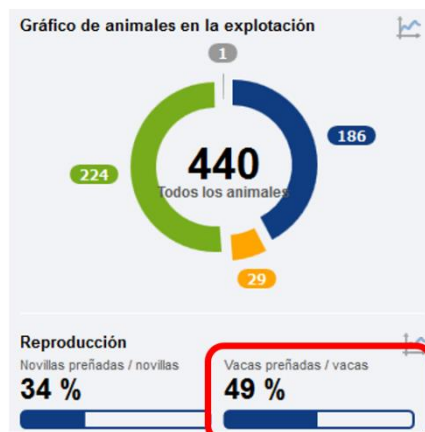 Gráfico de animales en la explotación
1
186
440
Todos los animales
224
29
Reproducción
Novillas preñadas / novillas
Vacas preñadas / vacas
34 %
49 %